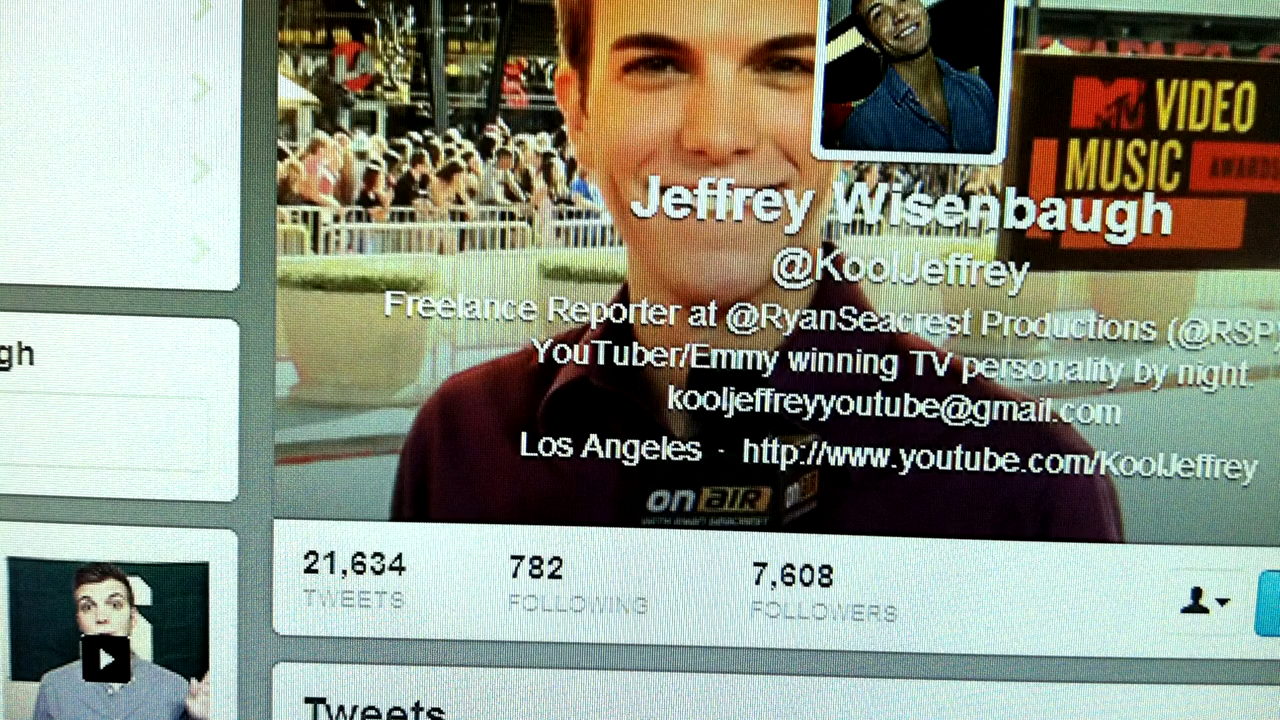 MTV VIDEO
MUSIC AWARDS
Jeffrey Wisenbaugh
@KoolJeffrey
Freelance Reporter at @RyanSeacrest Productions (@RSP)
YouTuber/Emmy winning TV personality by night.
kooljeffreyyoutube@gmail.com
Los Angeles · http://www.youtube.com/KoolJeffrey
gh
on AIR
21,634 782 7,608
TWEETS FOLLOWING FOLLOWERS
Tweets